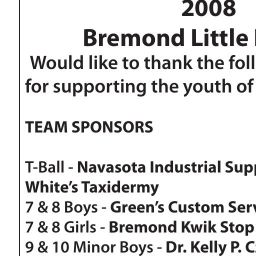 2008
Bremond Little
Would like to thank the
for supporting the youth of
TEAM SPONSORS
T-Ball - Navasota Industrial
White's Taxidermy
7 & 8 Boys - Green's Custom
7 & 8 Girls - Bremond Kwik Stop
9 & 10 Minor Boys - Dr. Kelly P.